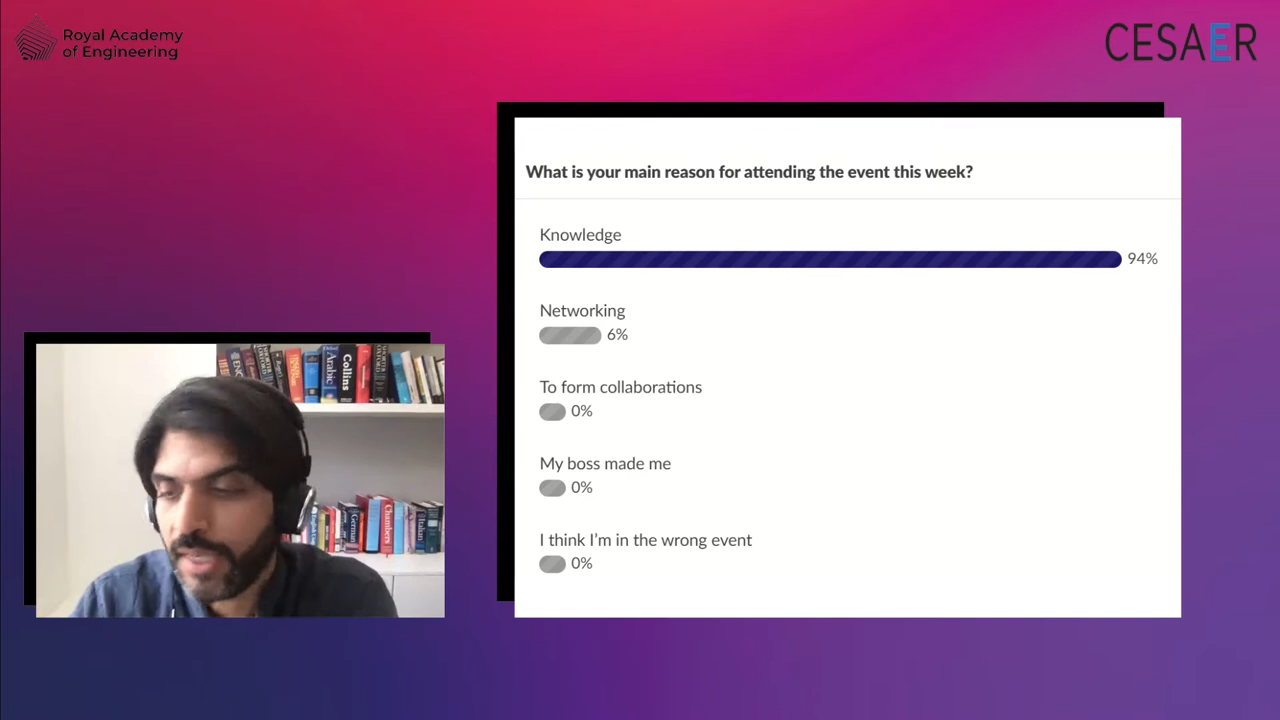 Royal Academy
of Engineering
CESAER
What is your main reason for attending the event this week?
Knowledge
94%
Networking
6%
To form collaborations
0%
My boss made me
0%
I think I'm in the wrong event
0%
Arabic
Collins
German
Chambers
Italian